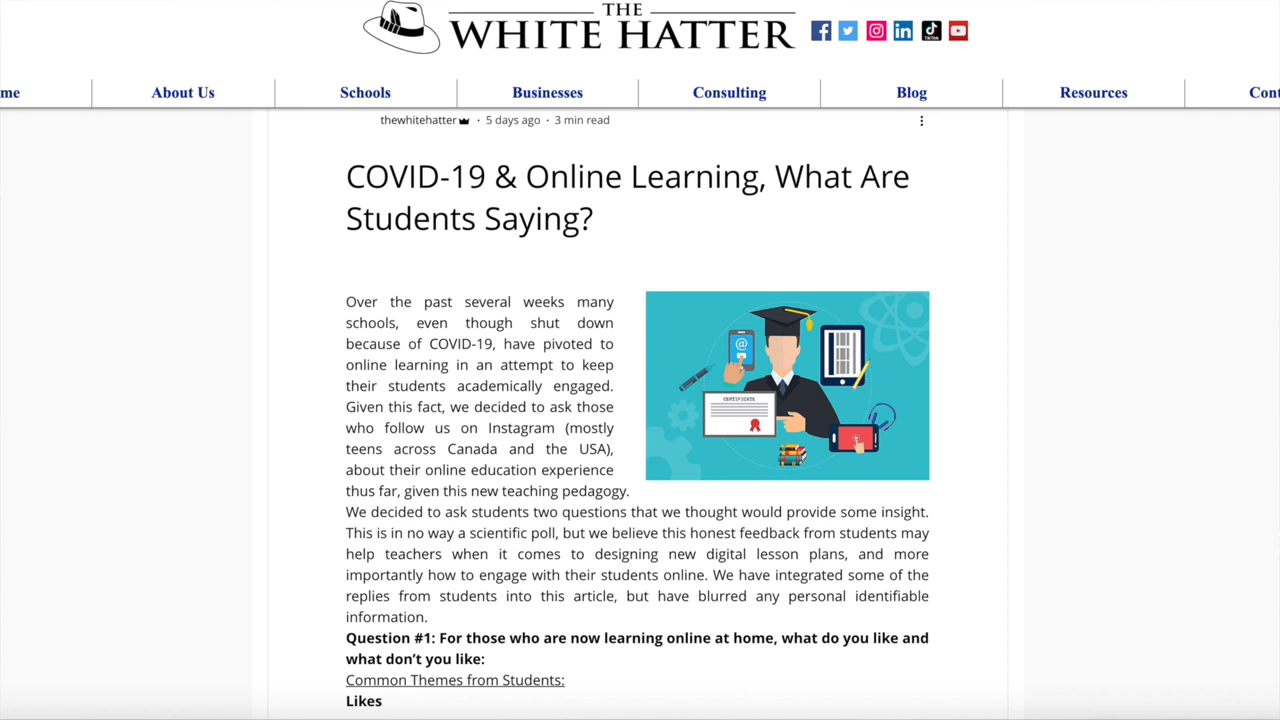 THE
WHITE HATTER
TikTok
me
About Us
Schools
Businesses
Consulting
Blog
Resources
Cont
thewhitehatter · 5 days ago · 3 min read
COVID-19 & Online Learning, What Are
Students Saying?
Over the past several weeks many
schools, even though shut down
because of COVID-19, have pivoted to
online learning in an attempt to keep
their students academically engaged.
Given this fact, we decided to ask those
who follow us on Instagram (mostly
teens across Canada and the USA),
about their online education experience
thus far, given this new teaching pedagogy.
@
CERTIFICATE
We decided to ask students two questions that we thought would provide some insight.
This is in no way a scientific poll, but we believe this honest feedback from students may
help teachers when it comes to designing new digital lesson plans, and more
importantly how to engage with their students online. We have integrated some of the
replies from students into this article, but have blurred any personal identifiable
information.
Question #1: For those who are now learning online at home, what do you like and
what don’t you like:
Common Themes from Students:
Likes